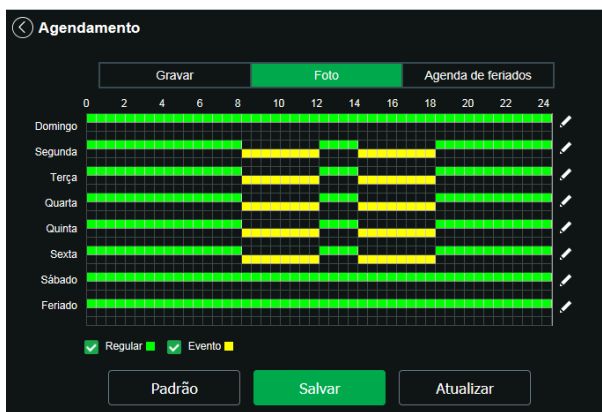 Agendamento
Gravar Foto Agenda de feriados
0 2 4 6 8 10 12 14 16 18 20 22 24
Domingo
Segunda
Terça
Quarta
Quinta
Sexta
Sábado
Feriado
Regular Evento
Padrão Salvar Atualizar